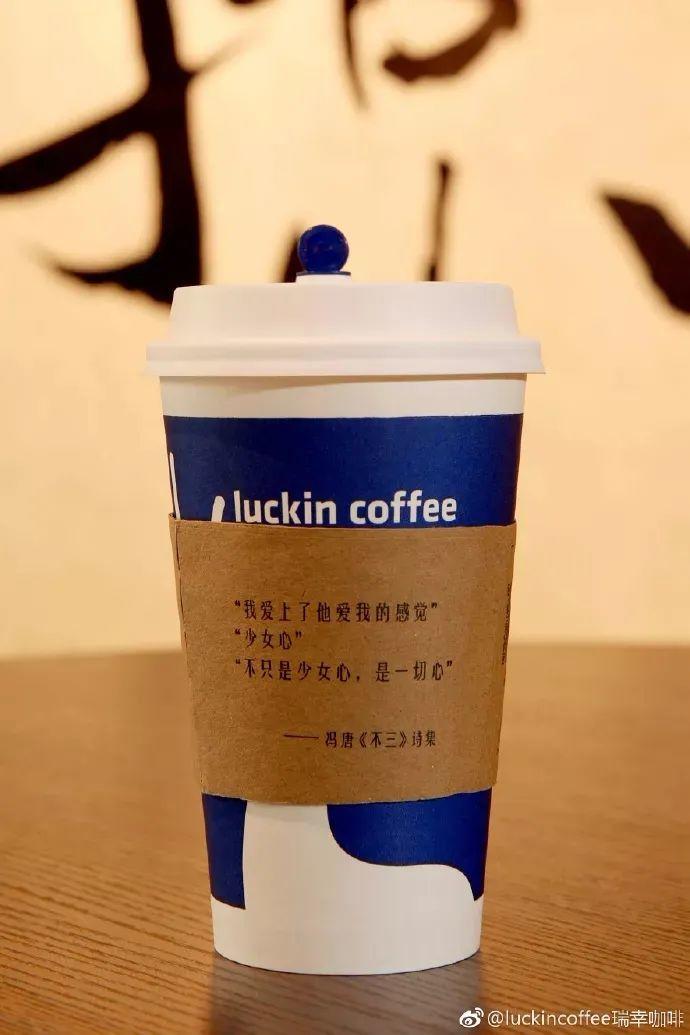 luckin coffee
“我爱上了他爱我的感觉”
“少女心”
“不只是少女心，是一切心”
—— 冯唐《不三》诗集
@luckincoffee瑞幸咖啡